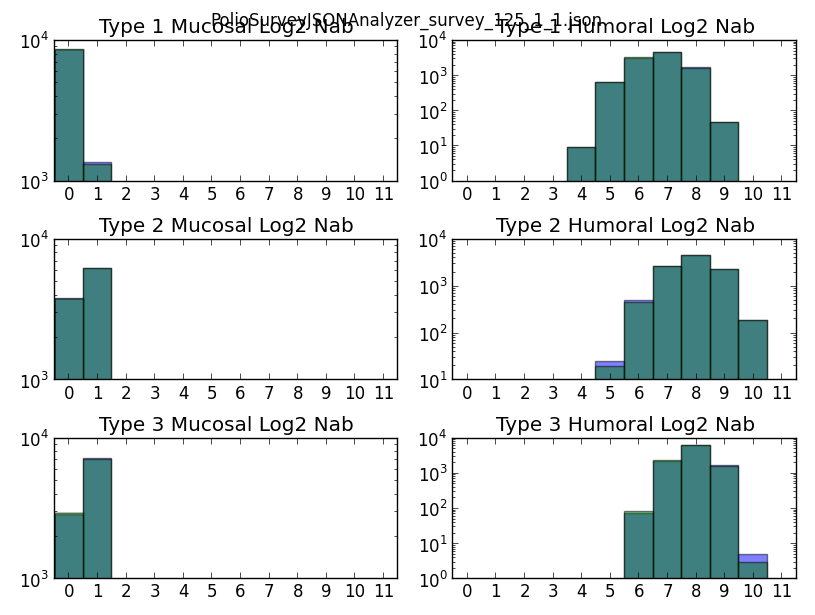 PolioSurveyJSONAnalyzer_survey_125_1_1.json
Type 1 Mucosal Log2 Nab
10^4
10^3
0 1 2 3 4 5 6 7 8 9 10 11
Type 1 Humoral Log2 Nab
10^4
10^3
10^2
10^1
10^0
0 1 2 3 4 5 6 7 8 9 10 11
Type 2 Mucosal Log2 Nab
10^4
10^3
0 1 2 3 4 5 6 7 8 9 10 11
Type 2 Humoral Log2 Nab
10^4
10^3
10^2
10^1
0 1 2 3 4 5 6 7 8 9 10 11
Type 3 Mucosal Log2 Nab
10^4
10^3
0 1 2 3 4 5 6 7 8 9 10 11
Type 3 Humoral Log2 Nab
10^4
10^3
10^2
10^1
10^0
0 1 2 3 4 5 6 7 8 9 10 11